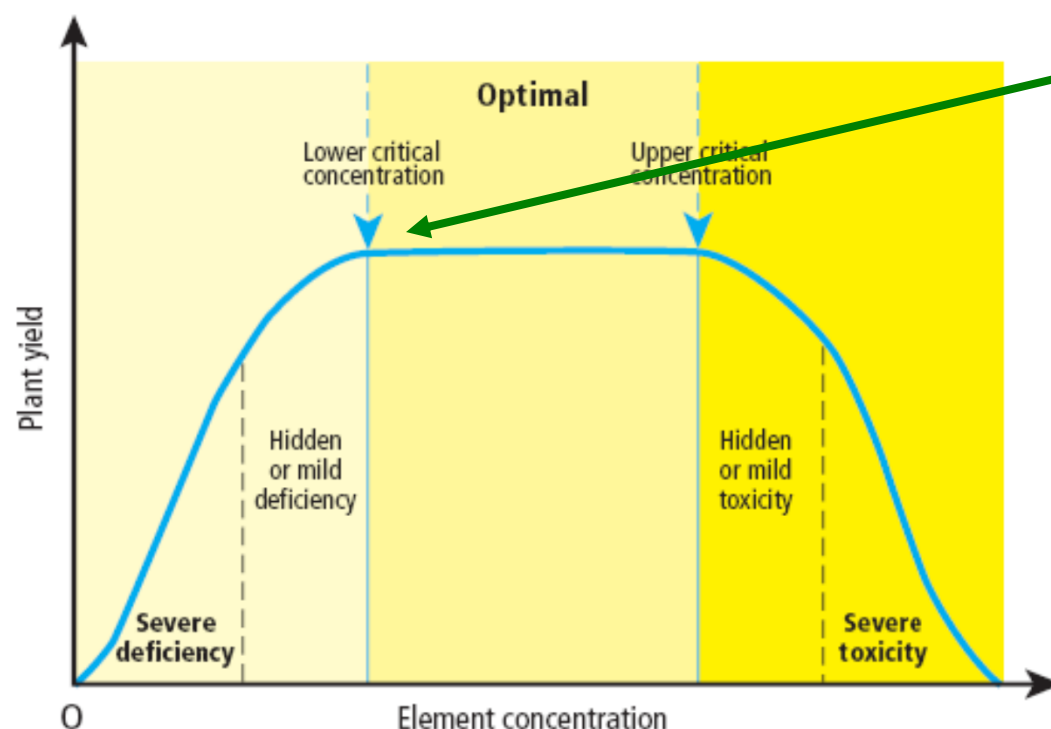 Optimal
Lower critical
concentration
Upper critical
concentration
Plant yield
Hidden
or mild
deficiency
Hidden
or mild
toxicity
Severe
deficiency
Severe
toxicity
O
Element concentration